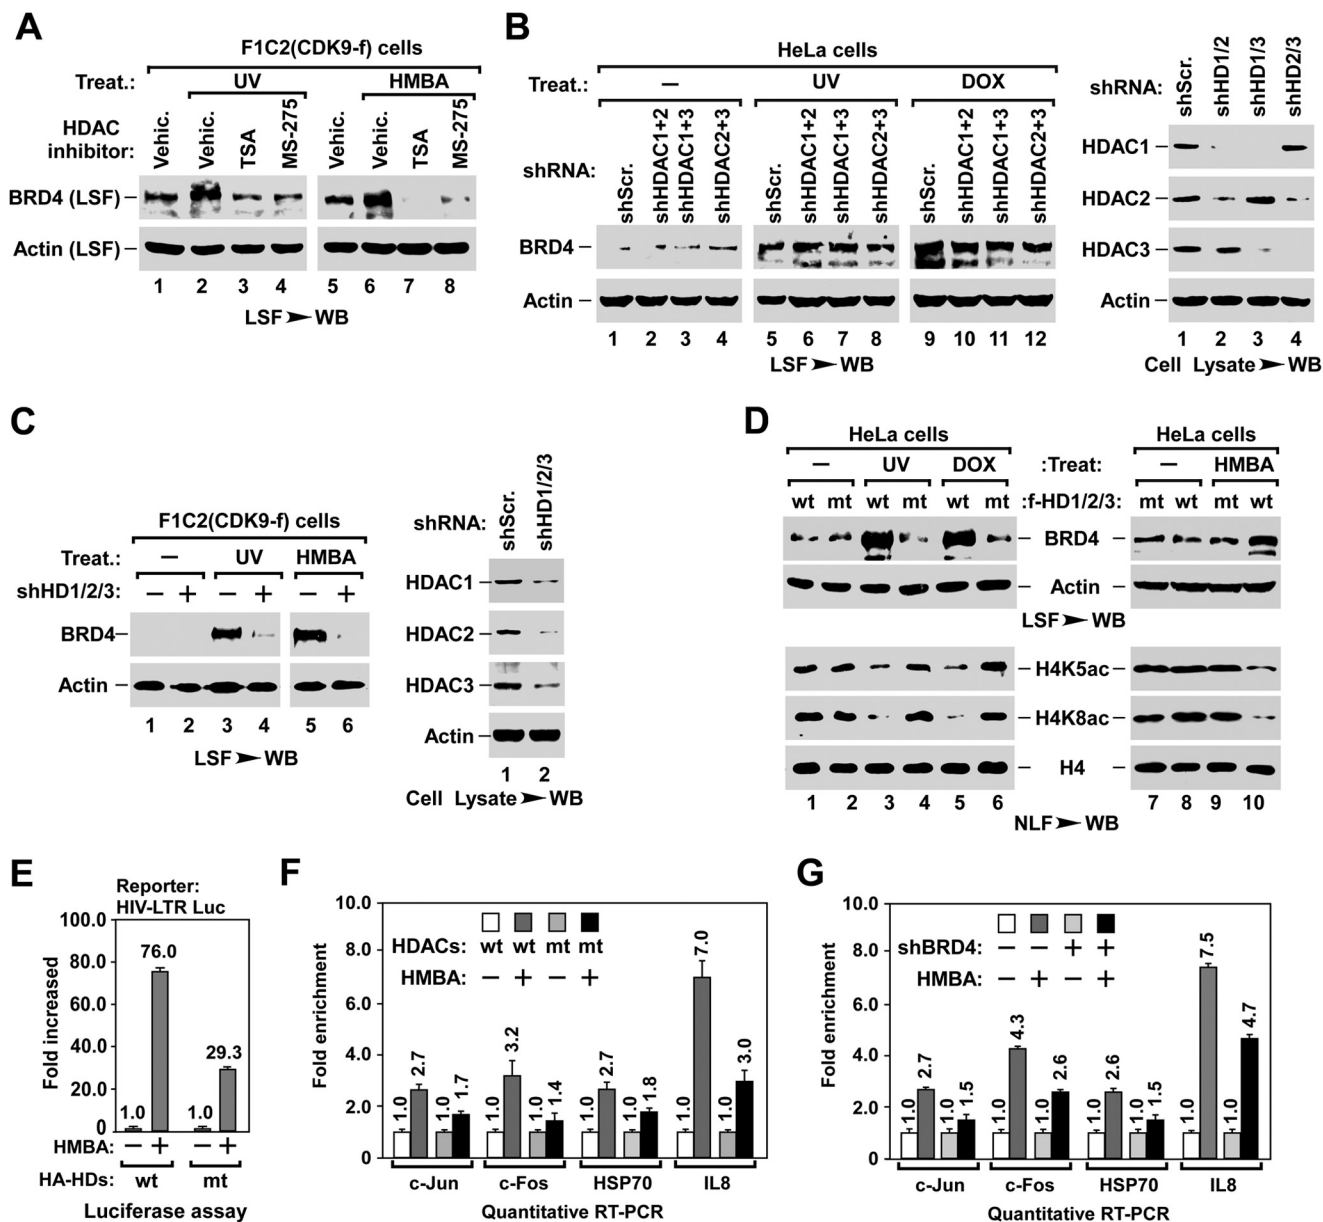 A
F1C2(CDK9-f) cells
Treat.: UV HMBA
HDAC inhibitor:
Vehic. Vehic. TSA MS-275 Vehic. Vehic. TSA MS-275
BRD4 (LSF)
Actin (LSF)
1 2 3 4 5 6 7 8
LSF ➤ WB
B
HeLa cells
Treat.: — UV DOX
shRNA:
shScr. shHDAC1+2 shHDAC1+3 shHDAC2+3 shScr. shHDAC1+2 shHDAC1+3 shHDAC2+3 shScr. shHDAC1+2 shHDAC1+3 shHDAC2+3
BRD4
Actin
1 2 3 4 5 6 7 8 9 10 11 12
LSF ➤ WB
shRNA: shScr. shHD1/2 shHD1/3 shHD2/3
HDAC1
HDAC2
HDAC3
Actin
1 2 3 4
Cell Lysate ➤ WB
C
F1C2(CDK9-f) cells
Treat.: — UV HMBA
shHD1/2/3: — + — + — +
BRD4
Actin
1 2 3 4 5 6
LSF ➤ WB
shRNA: shScr. shHD1/2/3
HDAC1
HDAC2
HDAC3
Actin
1 2
Cell Lysate ➤ WB
D
HeLa cells HeLa cells
— UV DOX :Treat: — HMBA
wt mt wt mt wt mt :f-HD1/2/3: mt wt mt wt
BRD4
Actin
LSF ➤ WB
H4K5ac
H4K8ac
H4
1 2 3 4 5 6 7 8 9 10
NLF ➤ WB
E
Reporter:
HIV-LTR Luc
Fold increased
100.0
80.0
60.0
40.0
20.0
0
1.0 76.0 1.0 29.3
HMBA: — + — +
HA-HDs: wt mt
Luciferase assay
F
Fold enrichment
10.0
8.0
6.0
4.0
2.0
0
HDACs: wt wt mt mt
HMBA: — + — +
1.0 2.7 1.0 1.7 1.0 3.2 1.0 1.4 1.0 2.7 1.0 1.8 1.0 7.0 1.0 3.0
c-Jun c-Fos HSP70 IL8
Quantitative RT-PCR
G
Fold enrichment
10.0
8.0
6.0
4.0
2.0
0
shBRD4: — — + +
HMBA: — + — +
1.0 2.7 1.0 1.5 1.0 4.3 1.0 2.6 1.0 2.6 1.0 1.5 1.0 7.5 1.0 4.7
c-Jun c-Fos HSP70 IL8
Quantitative RT-PCR